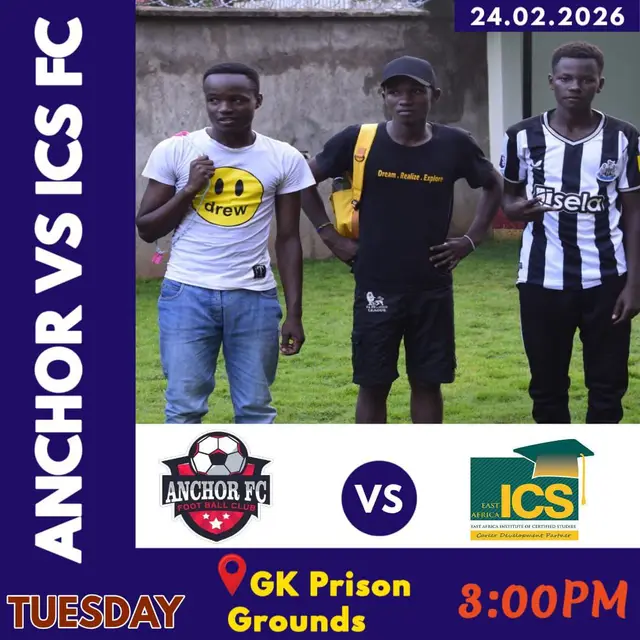 24.02.2026
ANCHOR VS ICS FC
drew
Dream . Realize . Explore
sela
ANCHOR FC
FOOT BALL CLUB
VS
EAST
AFRICA
ICS
EAST AFRICA INSTITUTE OF CERTIFIED STUDIES
Career Development Partner
TUESDAY
GK Prison
Grounds
3:00PM